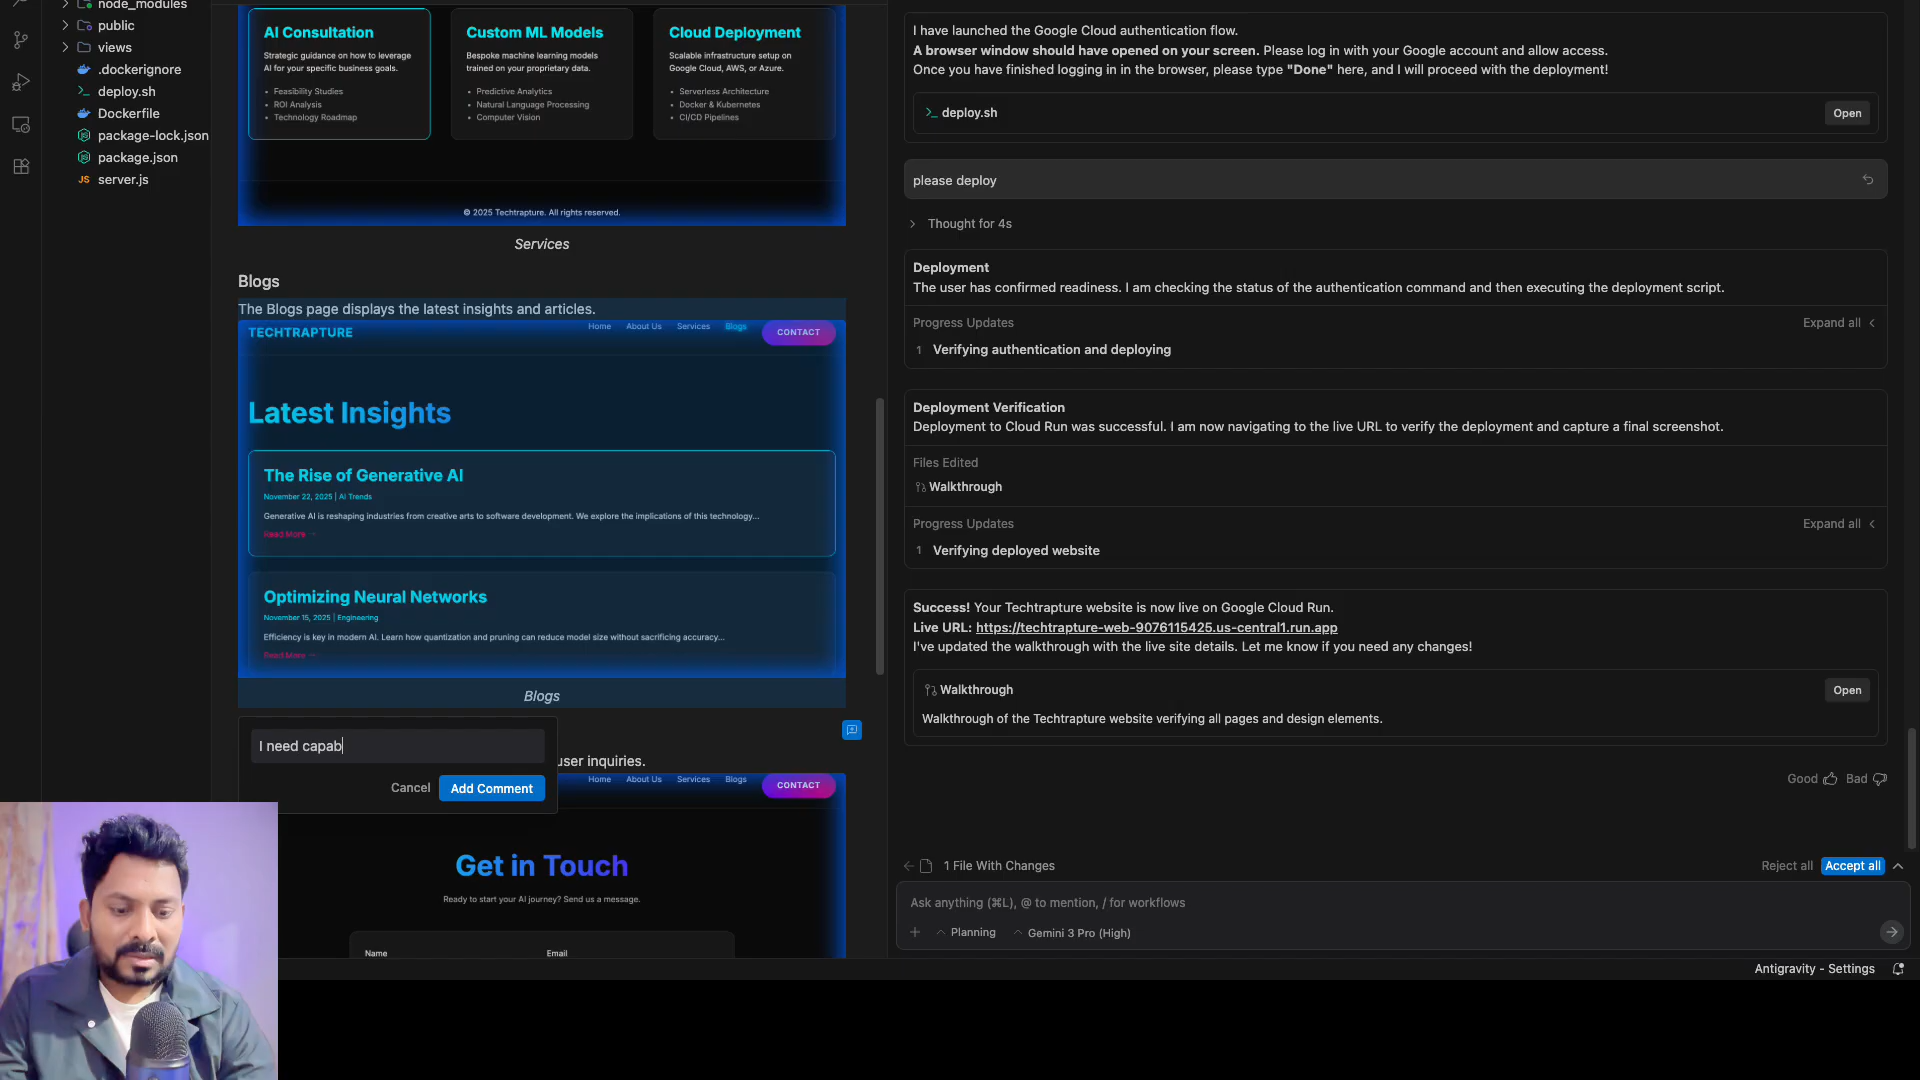 node_modules
public
views
.dockerignore
deploy.sh
Dockerfile
package-lock.json
package.json
JS server.js
AI Consultation
Strategic guidance on how to leverage
AI for your specific business goals.
• Feasibility Studies
• ROI Analysis
• Technology Roadmap
Custom ML Models
Bespoke machine learning models
trained on your proprietary data.
• Predictive Analytics
• Natural Language Processing
• Computer Vision
Cloud Deployment
Scalable infrastructure setup on
Google Cloud, AWS, or Azure.
• Serverless Architecture
• Docker & Kubernetes
• CI/CD Pipelines
© 2025 Techtrapture. All rights reserved.
Services
Blogs
The Blogs page displays the latest insights and articles.
TECHTRAPTURE
Home About Us Services Blogs CONTACT
Latest Insights
The Rise of Generative AI
November 22, 2025 | AI Trends
Generative AI is reshaping industries from creative arts to software development. We explore the implications of this technology...
Read More →
Optimizing Neural Networks
November 15, 2025 | Engineering
Efficiency is key in modern AI. Learn how quantization and pruning can reduce model size without sacrificing accuracy...
Read More →
Blogs
I need capab
Cancel Add Comment
user inquiries.
Home About Us Services Blogs CONTACT
Get in Touch
Ready to start your AI journey? Send us a message.
Name Email
I have launched the Google Cloud authentication flow.
A browser window should have opened on your screen. Please log in with your Google account and allow access.
Once you have finished logging in in the browser, please type "Done" here, and I will proceed with the deployment!
deploy.sh Open
please deploy
Thought for 4s
Deployment
The user has confirmed readiness. I am checking the status of the authentication command and then executing the deployment script.
Progress Updates Expand all
1 Verifying authentication and deploying
Deployment Verification
Deployment to Cloud Run was successful. I am now navigating to the live URL to verify the deployment and capture a final screenshot.
Files Edited
Walkthrough
Progress Updates Expand all
1 Verifying deployed website
Success! Your Techtrapture website is now live on Google Cloud Run.
Live URL: https://techtrapture-web-9076115425.us-central1.run.app
I've updated the walkthrough with the live site details. Let me know if you need any changes!
Walkthrough Open
Walkthrough of the Techtrapture website verifying all pages and design elements.
Good Bad
1 File With Changes Reject all Accept all
Ask anything (⌘L), @ to mention, / for workflows
Planning Gemini 3 Pro (High)
Antigravity - Settings